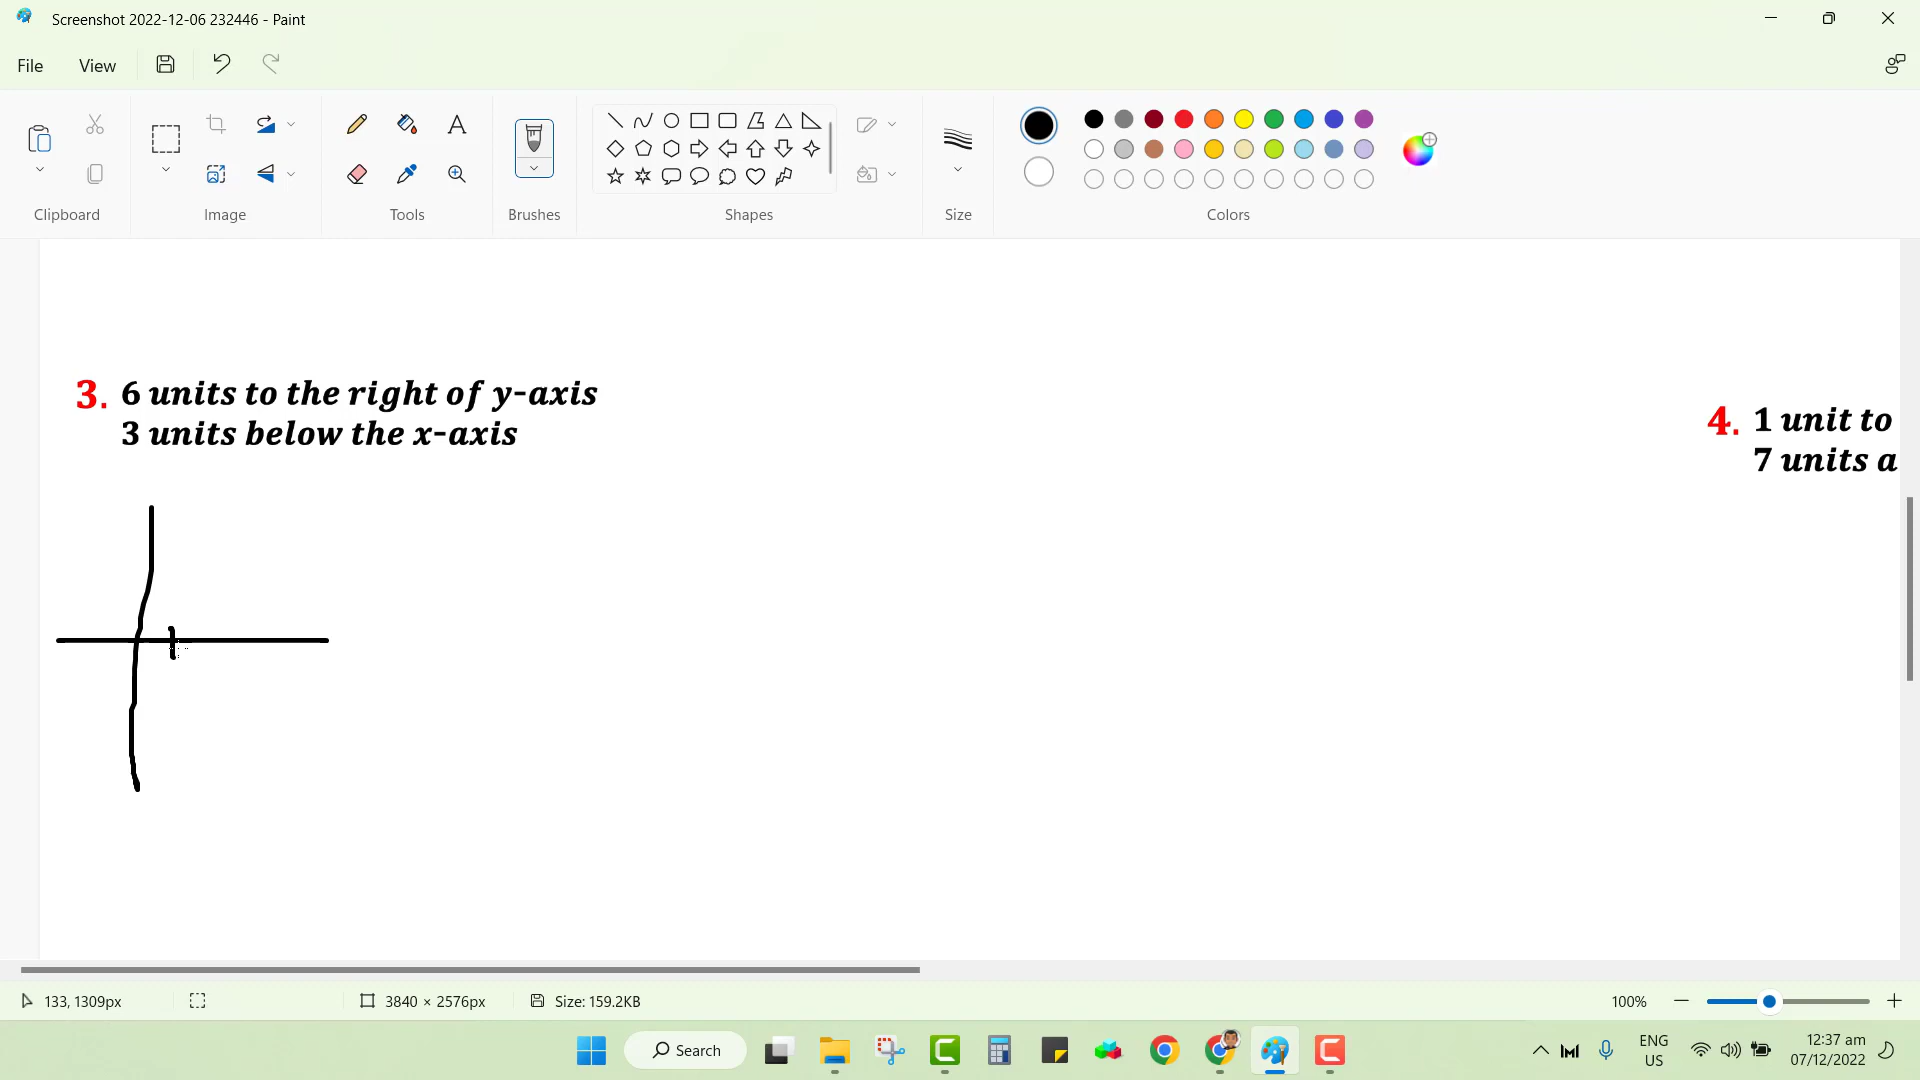 Screenshot 2022-12-06 232446 - Paint
File View
Clipboard Image Tools Brushes Shapes Size Colors
3. 6 units to the right of y-axis
3 units below the x-axis
4. 1 unit to
7 units a
133, 1309px 3840 × 2576px Size: 159.2KB 100%
Search
ENG
US
12:37 am
07/12/2022